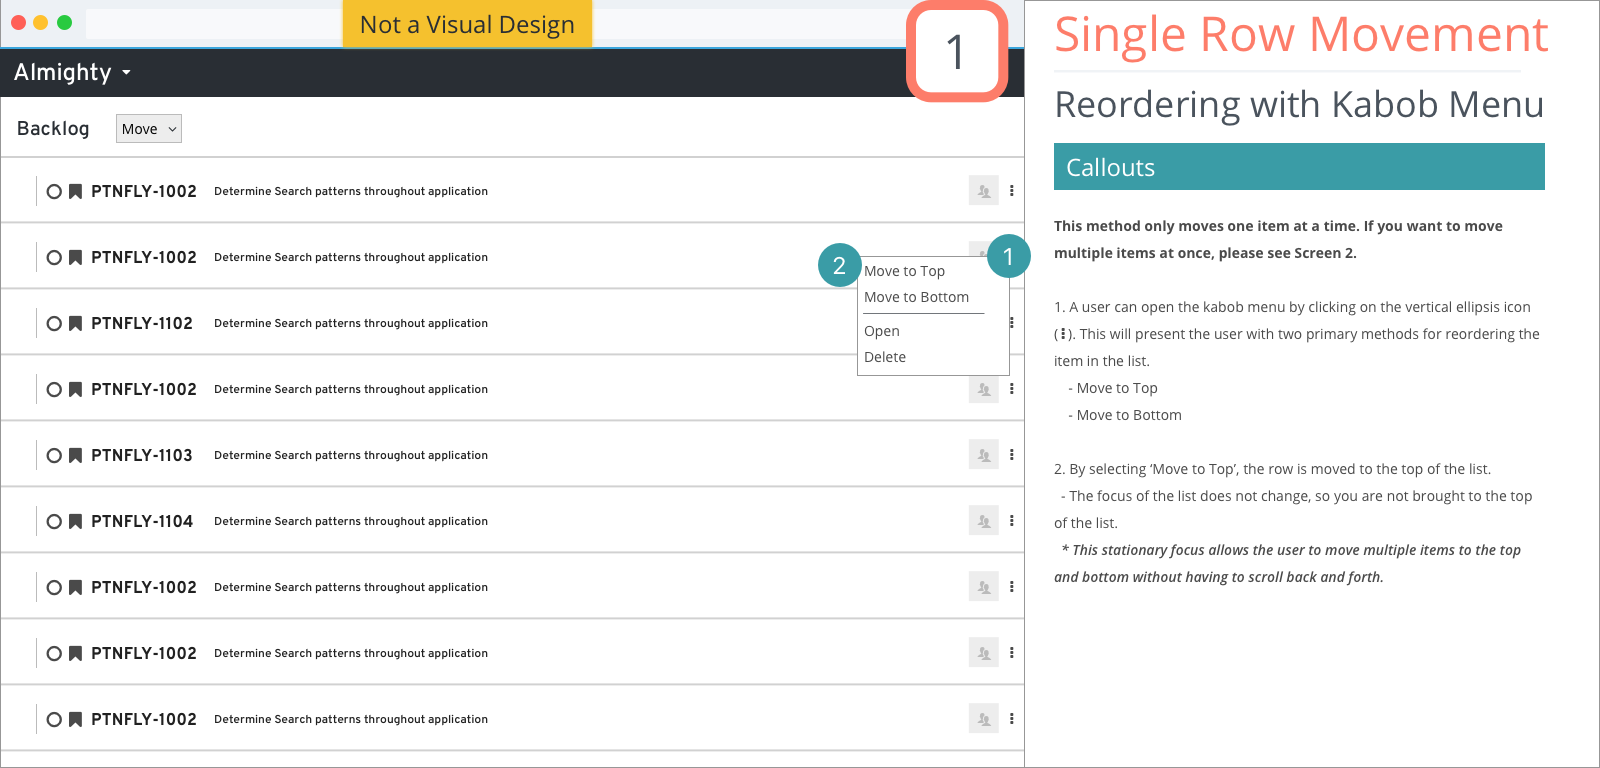 Not a Visual Design
1
Almighty
Backlog
Move
PTNFLY-1002 Determine Search patterns throughout application
PTNFLY-1002 Determine Search patterns throughout application
PTNFLY-1102 Determine Search patterns throughout application
PTNFLY-1002 Determine Search patterns throughout application
PTNFLY-1103 Determine Search patterns throughout application
PTNFLY-1104 Determine Search patterns throughout application
PTNFLY-1002 Determine Search patterns throughout application
PTNFLY-1002 Determine Search patterns throughout application
PTNFLY-1002 Determine Search patterns throughout application
1
2
Move to Top
Move to Bottom
Open
Delete
Single Row Movement
Reordering with Kabob Menu
Callouts
This method only moves one item at a time. If you want to move
multiple items at once, please see Screen 2.
1. A user can open the kabob menu by clicking on the vertical ellipsis icon
(⋮). This will present the user with two primary methods for reordering the
item in the list.
- Move to Top
- Move to Bottom
2. By selecting ‘Move to Top’, the row is moved to the top of the list.
- The focus of the list does not change, so you are not brought to the top
of the list.
* This stationary focus allows the user to move multiple items to the top
and bottom without having to scroll back and forth.